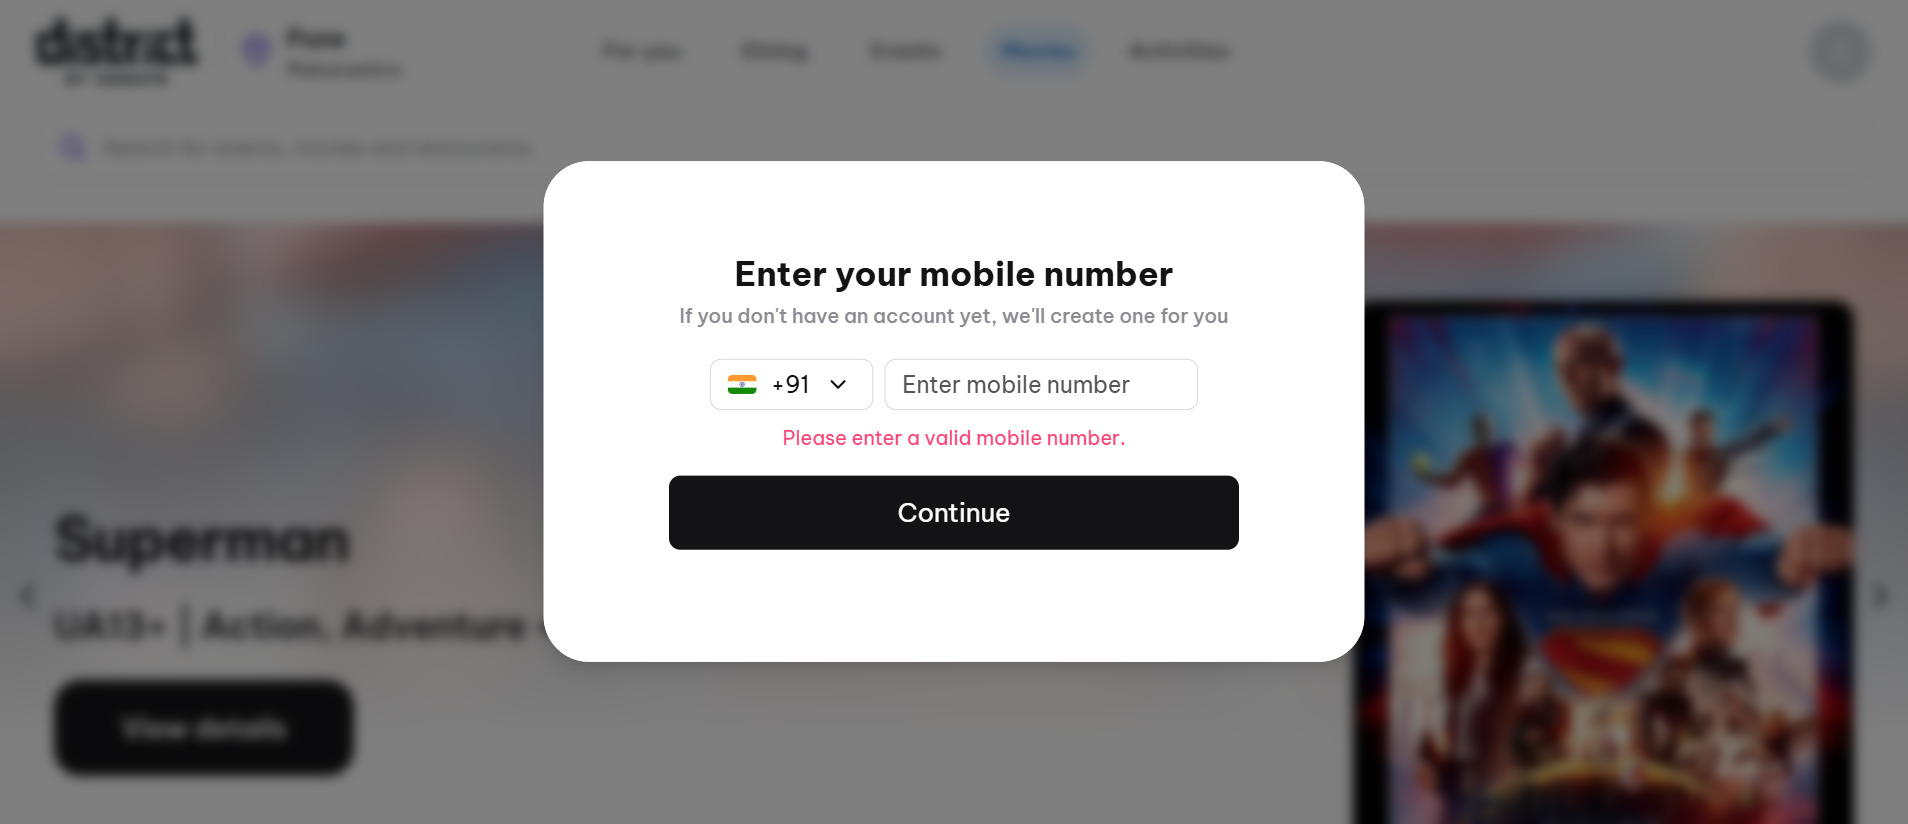 district
BY ZOMATO
Pune
Maharashtra
For you
Dining
Events
Movies
Activities
Search for events, movies and restaurants
Enter your mobile number
If you don't have an account yet, we'll create one for you
+91
Enter mobile number
Please enter a valid mobile number.
Continue
Superman
UA13+ | Action, Adventure
View details